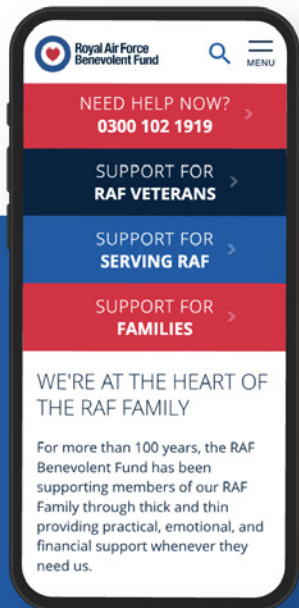 Royal Air Force
Benevolent Fund
MENU
NEED HELP NOW?
0300 102 1919
SUPPORT FOR
RAF VETERANS
SUPPORT FOR
SERVING RAF
SUPPORT FOR
FAMILIES
WE'RE AT THE HEART OF
THE RAF FAMILY
For more than 100 years, the RAF
Benevolent Fund has been
supporting members of our RAF
Family through thick and thin
providing practical, emotional, and
financial support whenever they
need us.